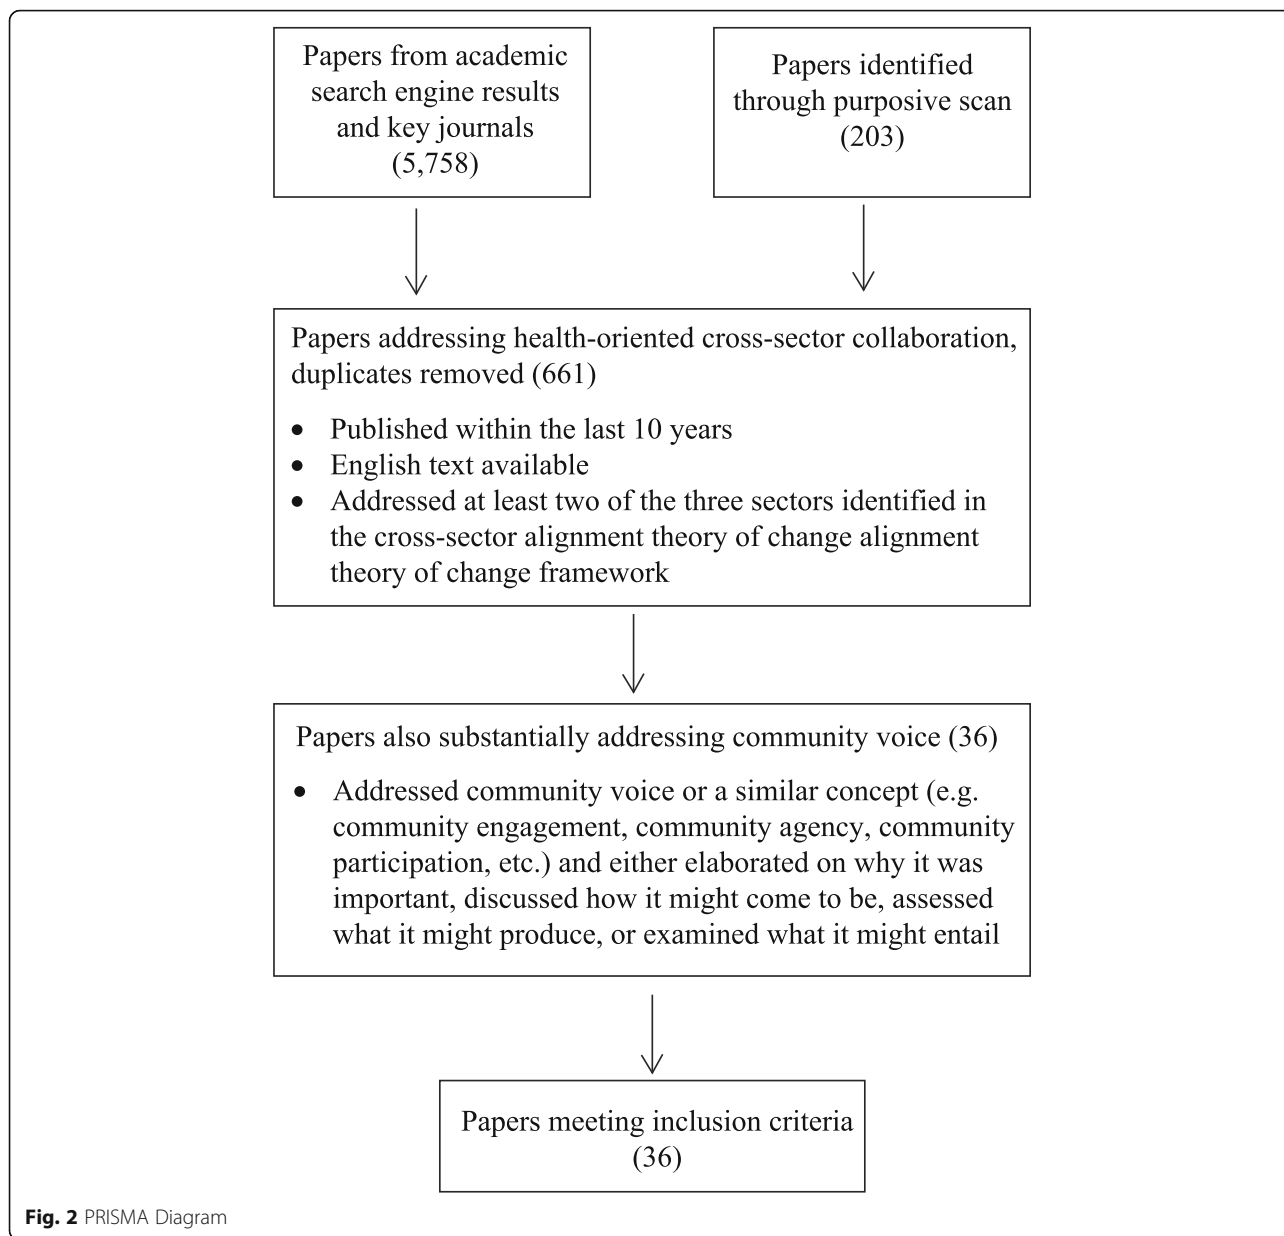 Papers from academic
search engine results
and key journals
(5,758)
Papers identified
through purposive scan
(203)
Papers addressing health-oriented cross-sector collaboration,
duplicates removed (661)
• Published within the last 10 years
• English text available
• Addressed at least two of the three sectors identified in
the cross-sector alignment theory of change alignment
theory of change framework
Papers also substantially addressing community voice (36)
• Addressed community voice or a similar concept (e.g.
community engagement, community agency, community
participation, etc.) and either elaborated on why it was
important, discussed how it might come to be, assessed
what it might produce, or examined what it might entail
Papers meeting inclusion criteria
(36)
Fig. 2 PRISMA Diagram